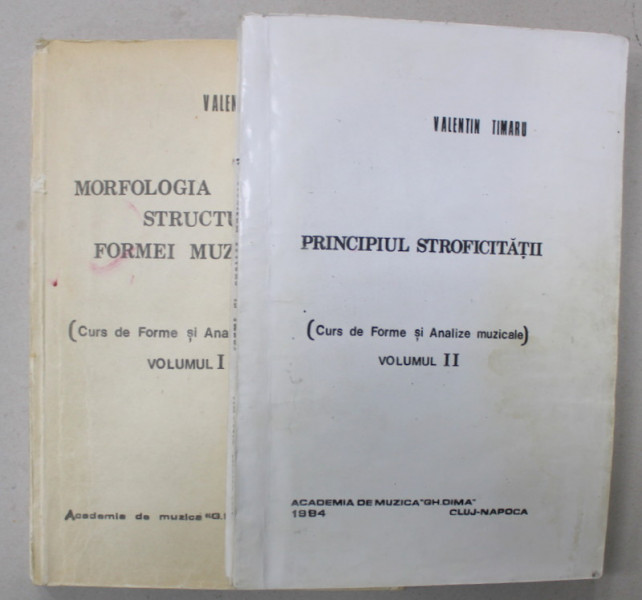 VALEN
MORFOLOGIA
STRUCTU
FORMEI MUZ
(Curs de Forme și Ana
VOLUMUL I
Academia de muzica "G.
VALENTIN TIMARU
PRINCIPIUL STROFICITĂȚII
(Curs de Forme și Analize muzicale)
VOLUMUL II
ACADEMIA DE MUZICA "GH.DIMA"
1984 CLUJ-NAPOCA